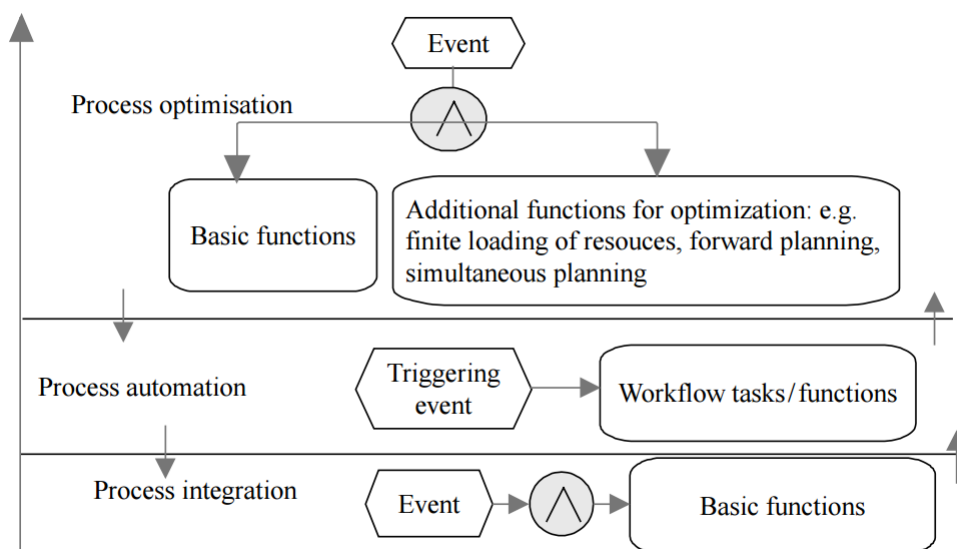 Event
Process optimisation
Basic functions
Additional functions for optimization: e.g.
finite loading of resouces, forward planning,
simultaneous planning
Process automation
Triggering
event
Workflow tasks/functions
Process integration
Event
Basic functions